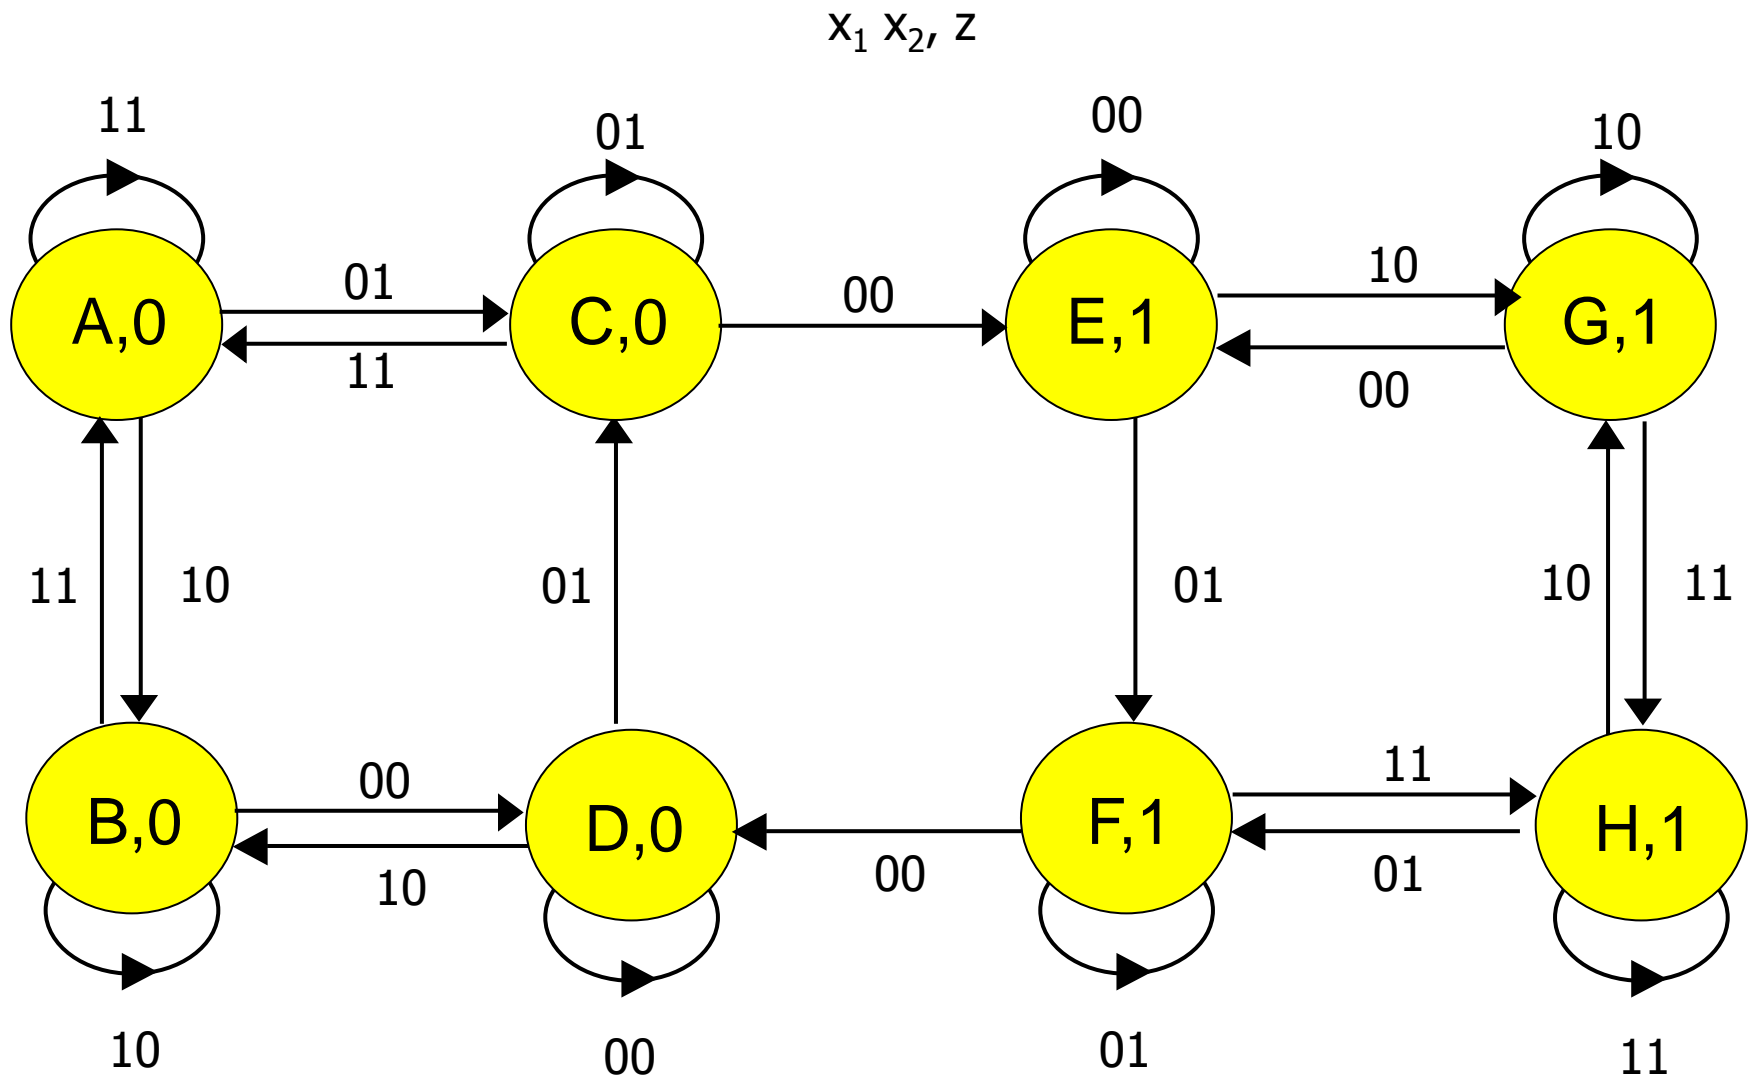 x₁ x₂, z
11 01 00 10
01 00 10
A,0 C,0 E,1 G,1
11 00
11 10 01 01 10 11
00 11
B,0 D,0 F,1 H,1
10 00 01
10 00 01 11